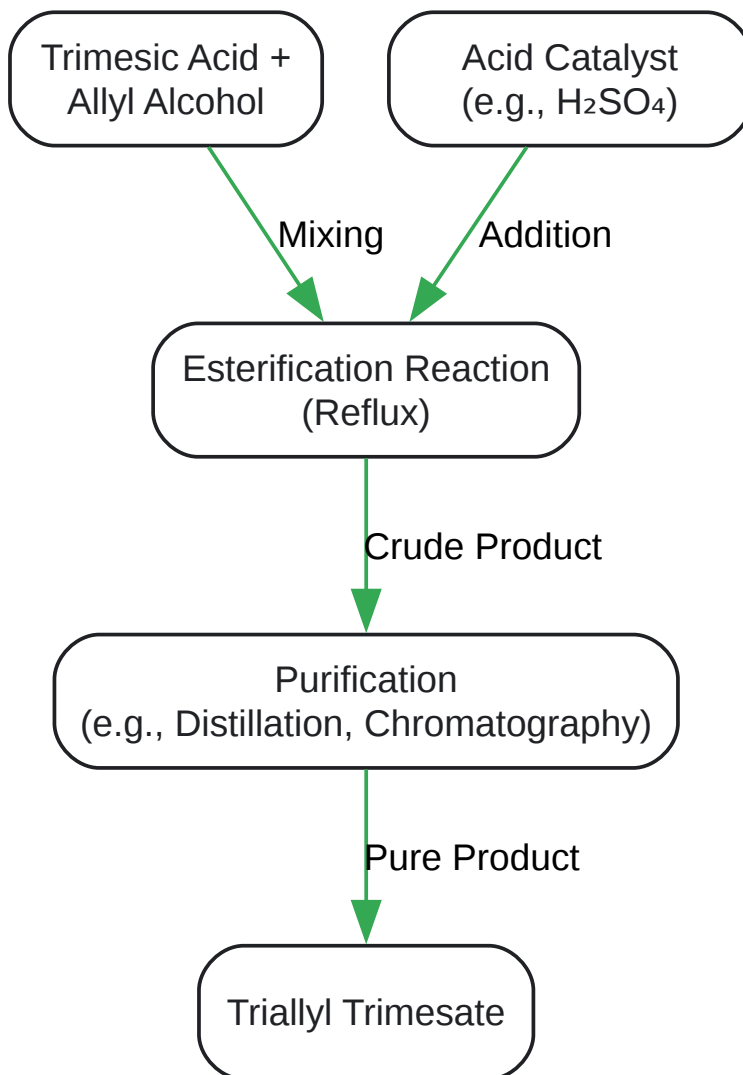 Trimesic Acid +
Allyl Alcohol
Acid Catalyst
(e.g., H₂SO₄)
Mixing
Addition
Esterification Reaction
(Reflux)
Crude Product
Purification
(e.g., Distillation, Chromatography)
Pure Product
Triallyl Trimesate